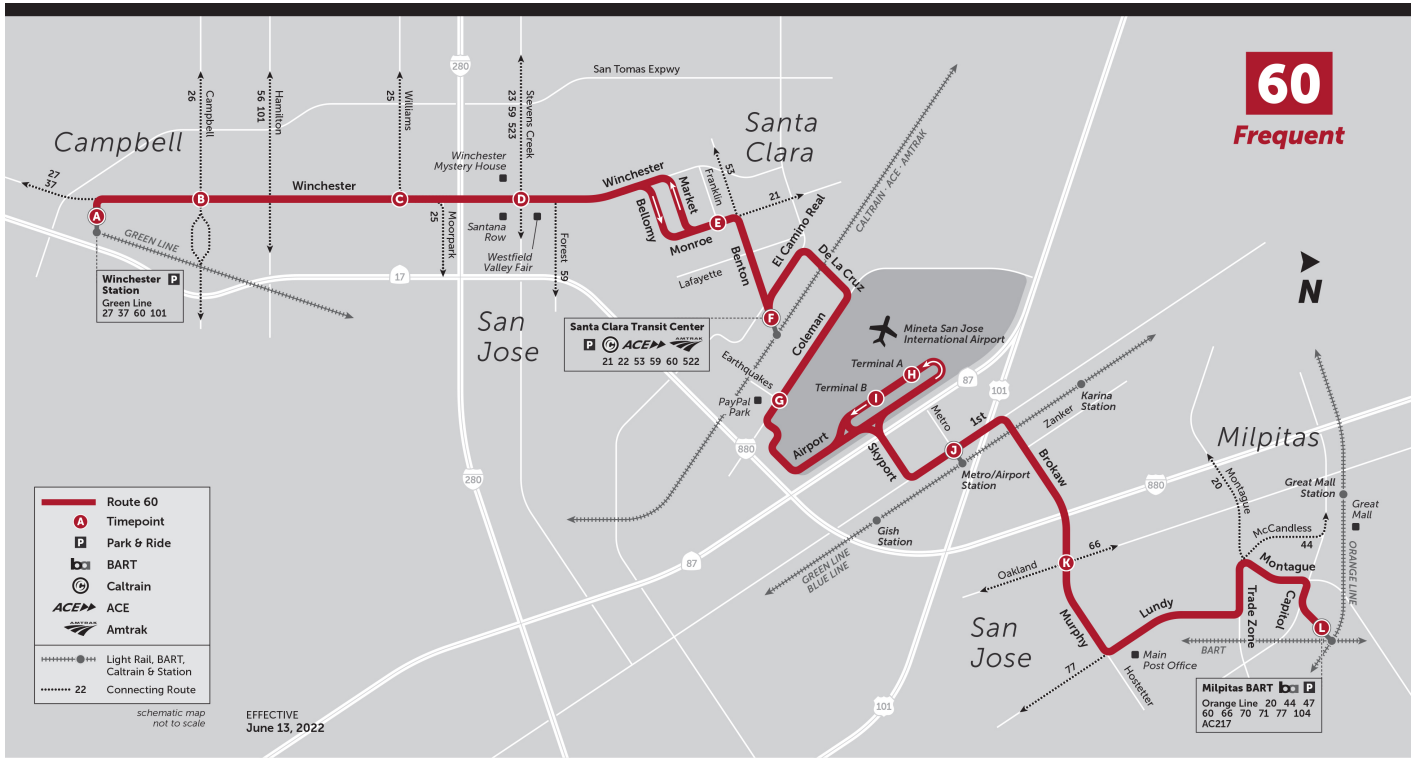 60
Frequent
San Tomas Expwy
280
Campbell
26
Hamilton
56 101
Williams
25
Stevens Creek
23 59 523
Campbell
Santa
Clara
CALTRAIN · ACE · AMTRAK
Winchester
Mystery House
27
37
Winchester
Winchester
Market
Franklin
53
21
A
B
C
D
E
Bellomy
Monroe
Benton
Lafayette
El Camino Real
De La Cruz
GREEN LINE
Moorpark
25
Santana
Row
Westfield
Valley Fair
Forest 59
17
Winchester
Station
P
Green Line
27 37 60 101
San
Jose
N
F
Santa Clara Transit Center
P
ACE
AMTRAK
21 22 53 59 60 522
Coleman
Mineta San Jose
International Airport
Terminal A
H
Terminal B
I
87
101
Earthquakes
PayPal
Park
G
Karina
Station
Zanker
Metro
1st
J
Airport
Skyport
880
Metro/Airport
Station
Brokaw
Milpitas
280
Montague
20
Great Mall
Station
Great
Mall
880
McCandless
44
Gish
Station
GREEN LINE
BLUE LINE
87
66
Oakland
K
Montague
ORANGE LINE
Capitol
Trade Zone
Lundy
Murphy
San
Jose
L
BART
77
Main
Post Office
Hostetter
101
Milpitas BART
ba
P
Orange Line 20 44 47
60 66 70 71 77 104
AC217
Route 60
A
Timepoint
P
Park & Ride
ba
BART
Caltrain
ACE
ACE
AMTRAK
Amtrak
Light Rail, BART,
Caltrain & Station
22
Connecting Route
schematic map
not to scale
EFFECTIVE
June 13, 2022